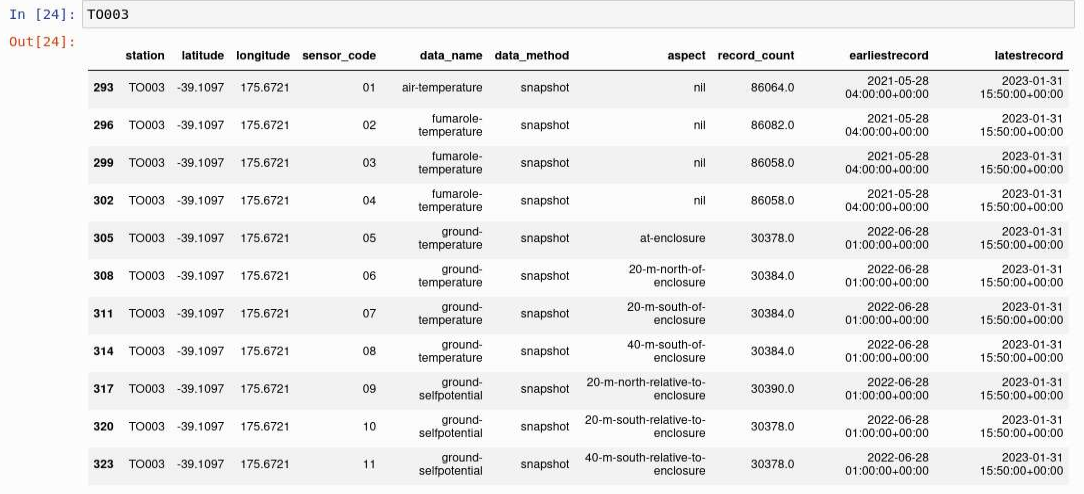 In [24]: TO003
Out[24]:
station latitude longitude sensor_code data_name data_method aspect record_count earliestrecord latestrecord
293 TO003 -39.1097 175.6721 01 air-temperature snapshot nil 86064.0 2021-05-28 04:00:00+00:00 2023-01-31 15:50:00+00:00
296 TO003 -39.1097 175.6721 02 fumarole-temperature snapshot nil 86082.0 2021-05-28 04:00:00+00:00 2023-01-31 15:50:00+00:00
299 TO003 -39.1097 175.6721 03 fumarole-temperature snapshot nil 86058.0 2021-05-28 04:00:00+00:00 2023-01-31 15:50:00+00:00
302 TO003 -39.1097 175.6721 04 fumarole-temperature snapshot nil 86058.0 2021-05-28 04:00:00+00:00 2023-01-31 15:50:00+00:00
305 TO003 -39.1097 175.6721 05 ground-temperature snapshot at-enclosure 30378.0 2022-06-28 01:00:00+00:00 2023-01-31 15:50:00+00:00
308 TO003 -39.1097 175.6721 06 ground-temperature snapshot 20-m-north-of-enclosure 30384.0 2022-06-28 01:00:00+00:00 2023-01-31 15:50:00+00:00
311 TO003 -39.1097 175.6721 07 ground-temperature snapshot 20-m-south-of-enclosure 30384.0 2022-06-28 01:00:00+00:00 2023-01-31 15:50:00+00:00
314 TO003 -39.1097 175.6721 08 ground-temperature snapshot 40-m-south-of-enclosure 30384.0 2022-06-28 01:00:00+00:00 2023-01-31 15:50:00+00:00
317 TO003 -39.1097 175.6721 09 ground-selfpotential snapshot 20-m-north-relative-to-enclosure 30390.0 2022-06-28 01:00:00+00:00 2023-01-31 15:50:00+00:00
320 TO003 -39.1097 175.6721 10 ground-selfpotential snapshot 20-m-south-relative-to-enclosure 30378.0 2022-06-28 01:00:00+00:00 2023-01-31 15:50:00+00:00
323 TO003 -39.1097 175.6721 11 ground-selfpotential snapshot 40-m-south-relative-to-enclosure 30378.0 2022-06-28 01:00:00+00:00 2023-01-31 15:50:00+00:00